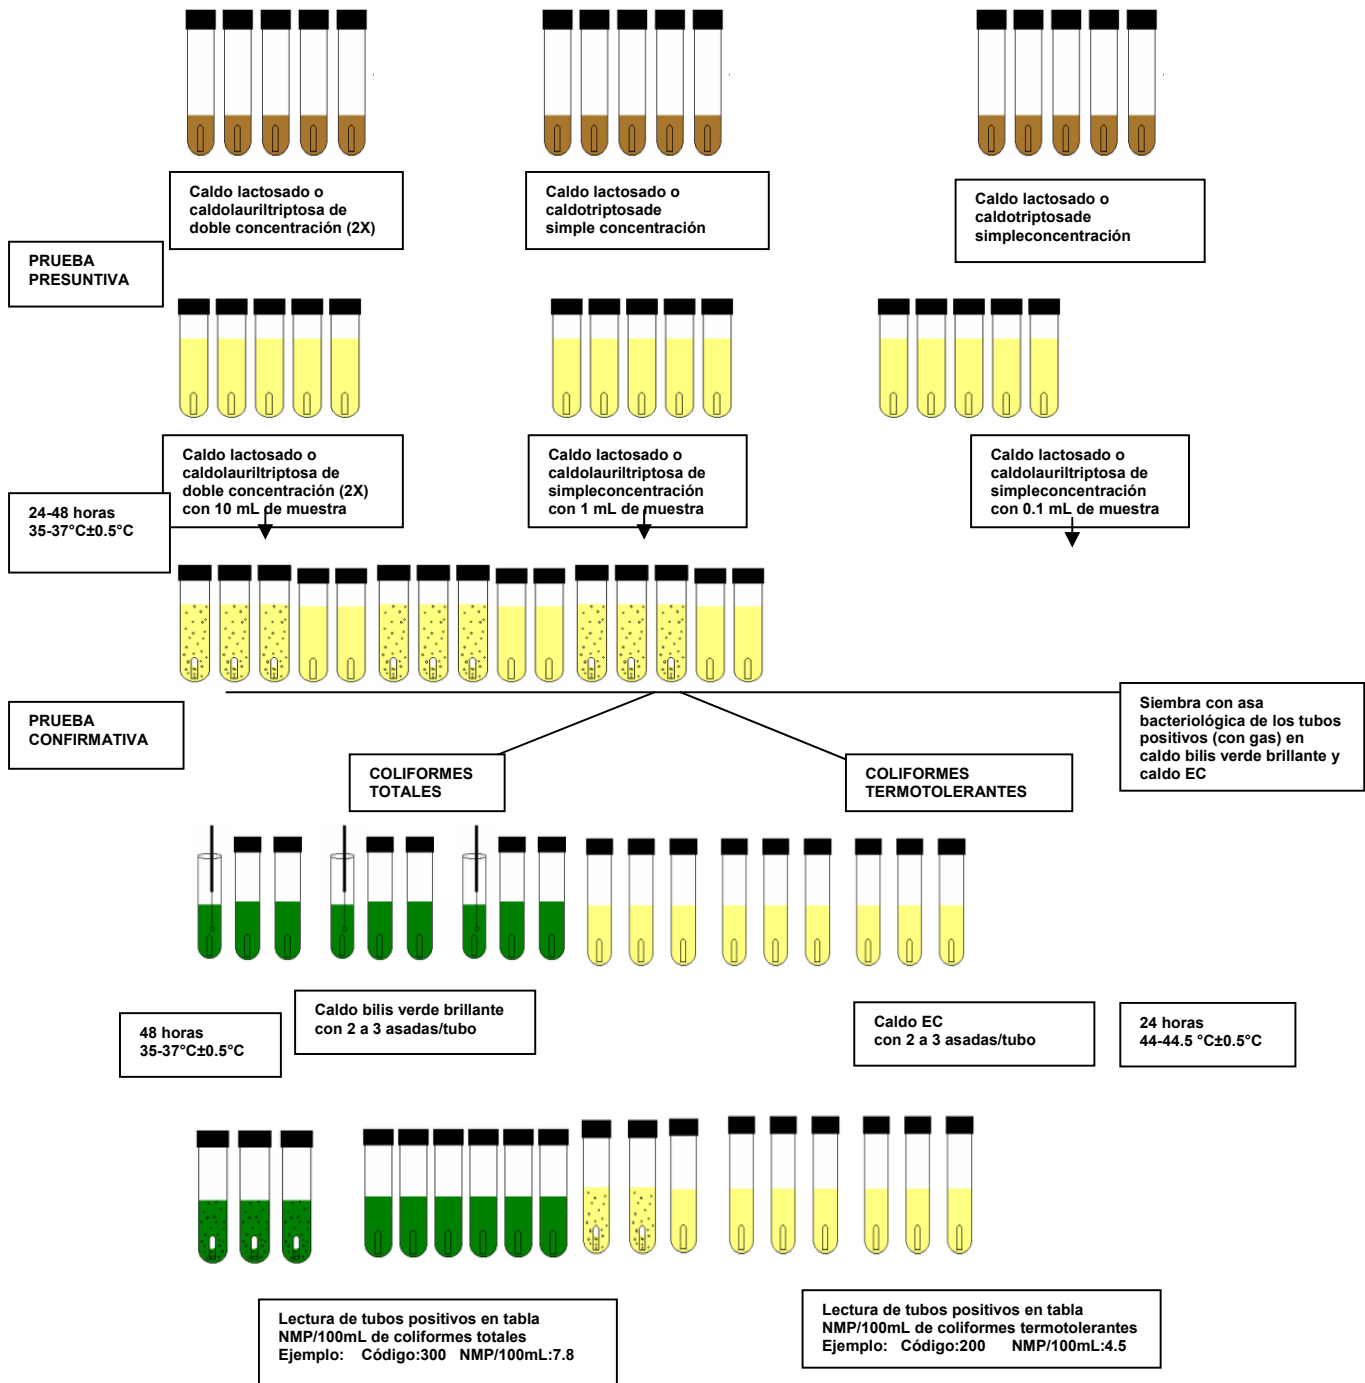 Caldo lactosado o
caldolauriltriptosa de
doble concentración (2X)
Caldo lactosado o
caldotriptosade
simple concentración
Caldo lactosado o
caldotriptosade
simpleconcentración
PRUEBA
PRESUNTIVA
Caldo lactosado o
caldolauriltriptosa de
doble concentración (2X)
con 10 mL de muestra
Caldo lactosado o
caldolauriltriptosa de
simpleconcentración
con 1 mL de muestra
Caldo lactosado o
caldolauriltriptosa de
simpleconcentración
con 0.1 mL de muestra
24-48 horas
35-37°C±0.5°C
PRUEBA
CONFIRMATIVA
Siembra con asa
bacteriológica de los tubos
positivos (con gas) en
caldo bilis verde brillante y
caldo EC
COLIFORMES
TOTALES
COLIFORMES
TERMOTOLERANTES
48 horas
35-37°C±0.5°C
Caldo bilis verde brillante
con 2 a 3 asadas/tubo
Caldo EC
con 2 a 3 asadas/tubo
24 horas
44-44.5 °C±0.5°C
Lectura de tubos positivos en tabla
NMP/100mL de coliformes totales
Ejemplo: Código:300 NMP/100mL:7.8
Lectura de tubos positivos en tabla
NMP/100mL de coliformes termotolerantes
Ejemplo: Código:200 NMP/100mL:4.5